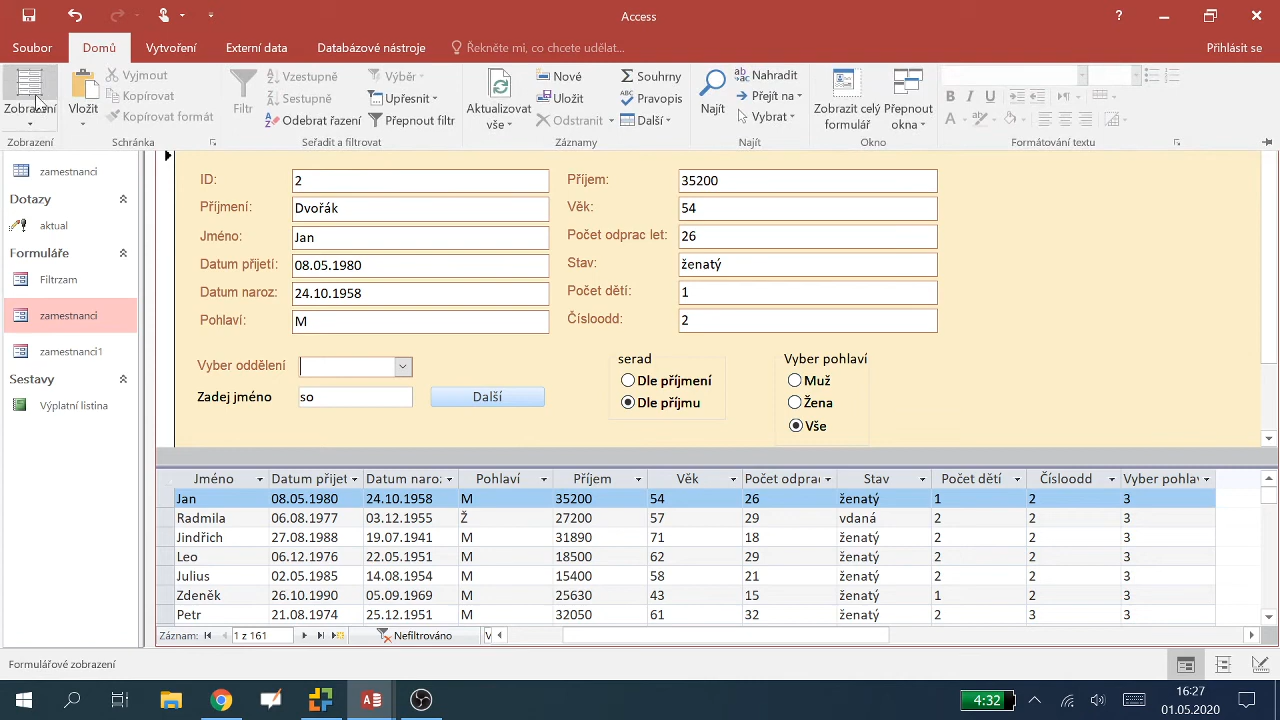 Access
?
Soubor Domů Vytvoření Externí data Databázové nástroje Řekněte mi, co chcete udělat... Přihlásit se
Zobrazení
Vložit
Vyjmout
Kopírovat
Kopírovat formát
Filtr
Vzestupně
Sestupně
Odebrat řazení
Výběr
Upřesnit
Přepnout filtr
Aktualizovat
vše
Nové
Uložit
Odstranit
Souhrny
Pravopis
Další
Najít
Nahradit
Přejít na
Vybrat
Zobrazit celý
formulář
Přepnout
okna
B I U
A
Zobrazení Schránka Seřadit a filtrovat Záznamy Najít Okno Formátování textu
zamestnanci
Dotazy
aktual
Formuláře
Filtrzam
zamestnanci
zamestnanci1
Sestavy
Výplatní listina
ID: 2 Příjem: 35200
Příjmení: Dvořák Věk: 54
Jméno: Jan Počet odprac let: 26
Datum přijetí: 08.05.1980 Stav: ženatý
Datum naroz: 24.10.1958 Počet dětí: 1
Pohlaví: M Čísloodd: 2
Vyber oddělení
Zadej jméno so Další
serad
Dle příjmení
Dle příjmu
Vyber pohlaví
Muž
Žena
Vše
Jméno Datum přijet Datum naroz Pohlaví Příjem Věk Počet odprac Stav Počet dětí Čísloodd Vyber pohlav
Jan 08.05.1980 24.10.1958 M 35200 54 26 ženatý 1 2 3
Radmila 06.08.1977 03.12.1955 Ž 27200 57 29 vdaná 2 2 3
Jindřich 27.08.1988 19.07.1941 M 31890 71 18 ženatý 2 2 3
Leo 06.12.1976 22.05.1951 M 18500 62 29 ženatý 2 2 3
Julius 02.05.1985 14.08.1954 M 15400 58 21 ženatý 2 2 3
Zdeněk 26.10.1990 05.09.1969 M 25630 43 15 ženatý 1 2 3
Petr 21.08.1974 25.12.1951 M 32050 61 32 ženatý 2 3 3
Záznam: 1 z 161 Nefiltrováno V
Formulářové zobrazení
4:32
16:27
01.05.2020